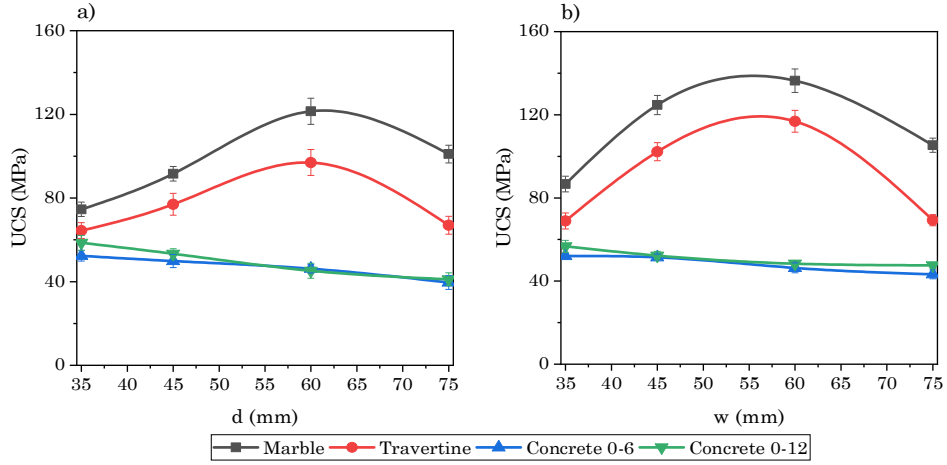 a)
160
120
80
40
0
UCS (MPa)
35 40 45 50 55 60 65 70 75
d (mm)
b)
160
120
80
40
0
UCS (MPa)
35 40 45 50 55 60 65 70 75
w (mm)
Marble Travertine Concrete 0-6 Concrete 0-12